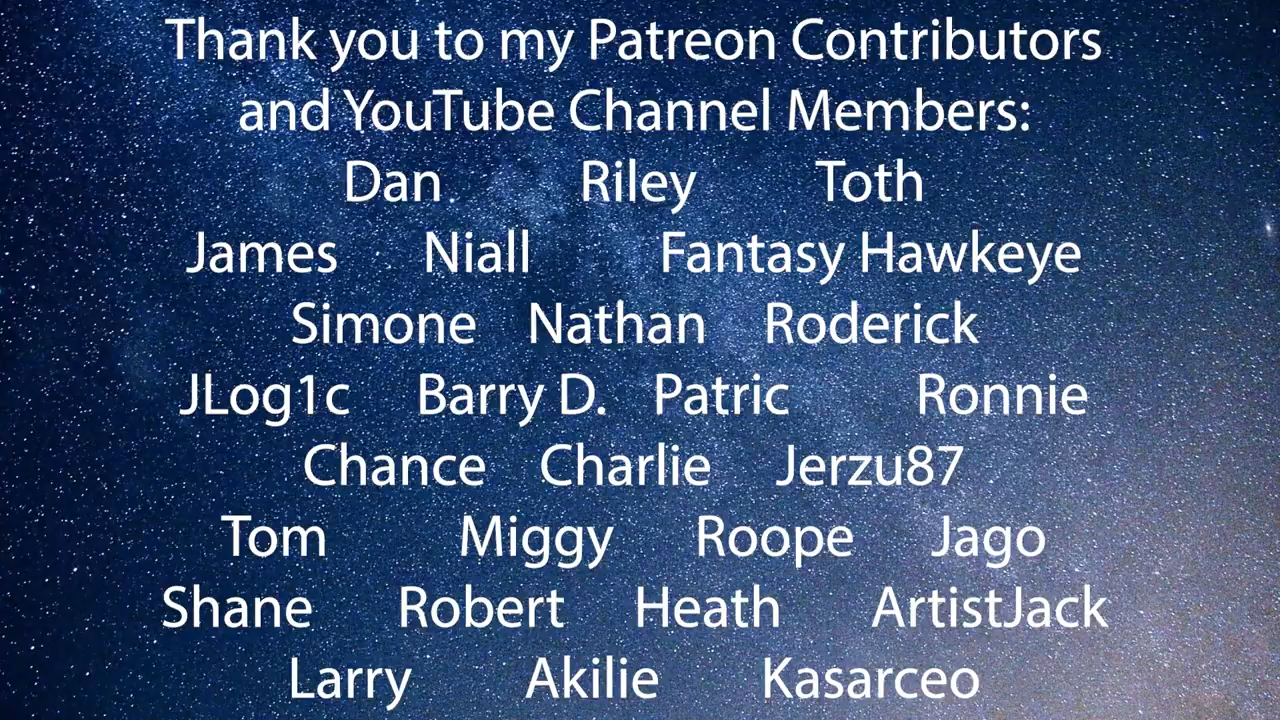 Thank you to my Patreon Contributors
and YouTube Channel Members:
Dan Riley Toth
James Niall Fantasy Hawkeye
Simone Nathan Roderick
JLog1c Barry D. Patric Ronnie
Chance Charlie Jerzu87
Tom Miggy Roope Jago
Shane Robert Heath ArtistJack
Larry Akilie Kasarceo